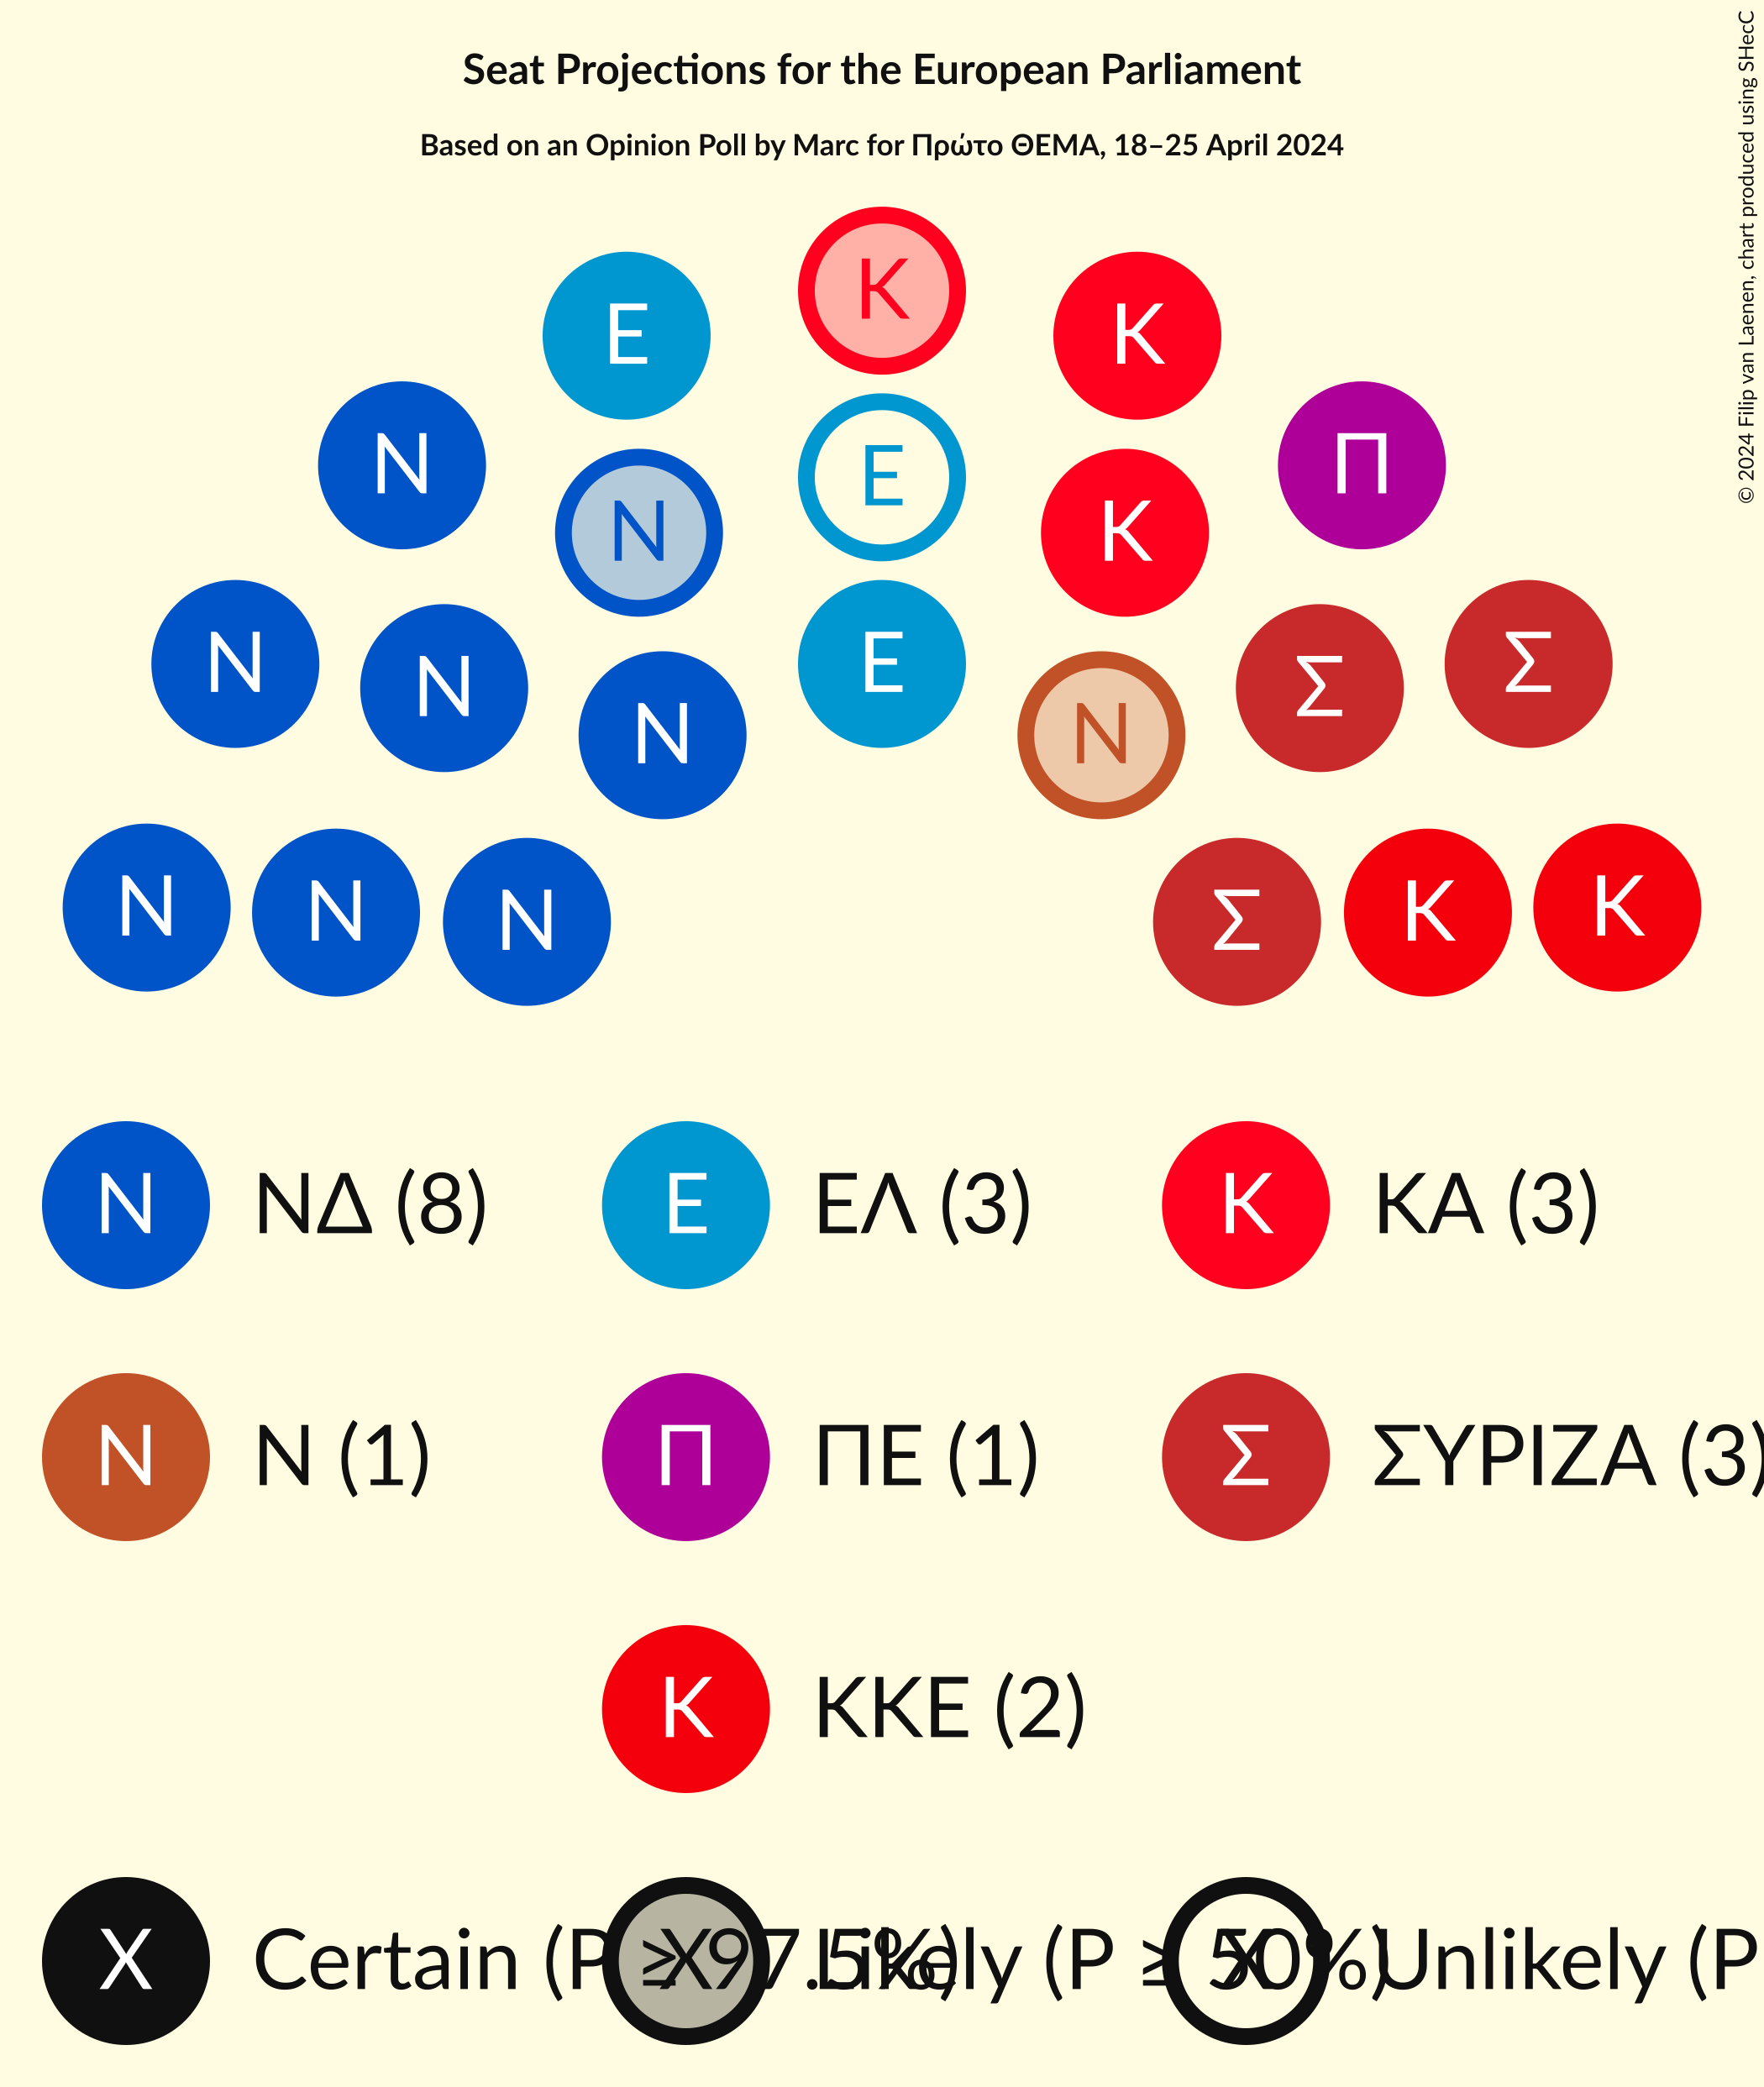 Seat Projections for the European Parliament
Based on an Opinion Poll by Marc for Πρώτο ΘΕΜΑ, 18–25 April 2024
© 2024 Filip van Laenen, chart produced using SHecC
Κ
Ε Κ
Ν Ε Π
Ν Κ
Ν Ν Ε Σ Σ
Ν Ν
Ν Ν Ν Σ Κ Κ
Ν ΝΔ (8) Ε ΕΛ (3) Κ ΚΑ (3)
Ν Ν (1) Π ΠΕ (1) Σ ΣΥΡΙΖΑ (3)
Κ ΚΚΕ (2)
X Certain (P ≥ 97.5%) X Likely (P ≥ 50%) X Unlikely (P